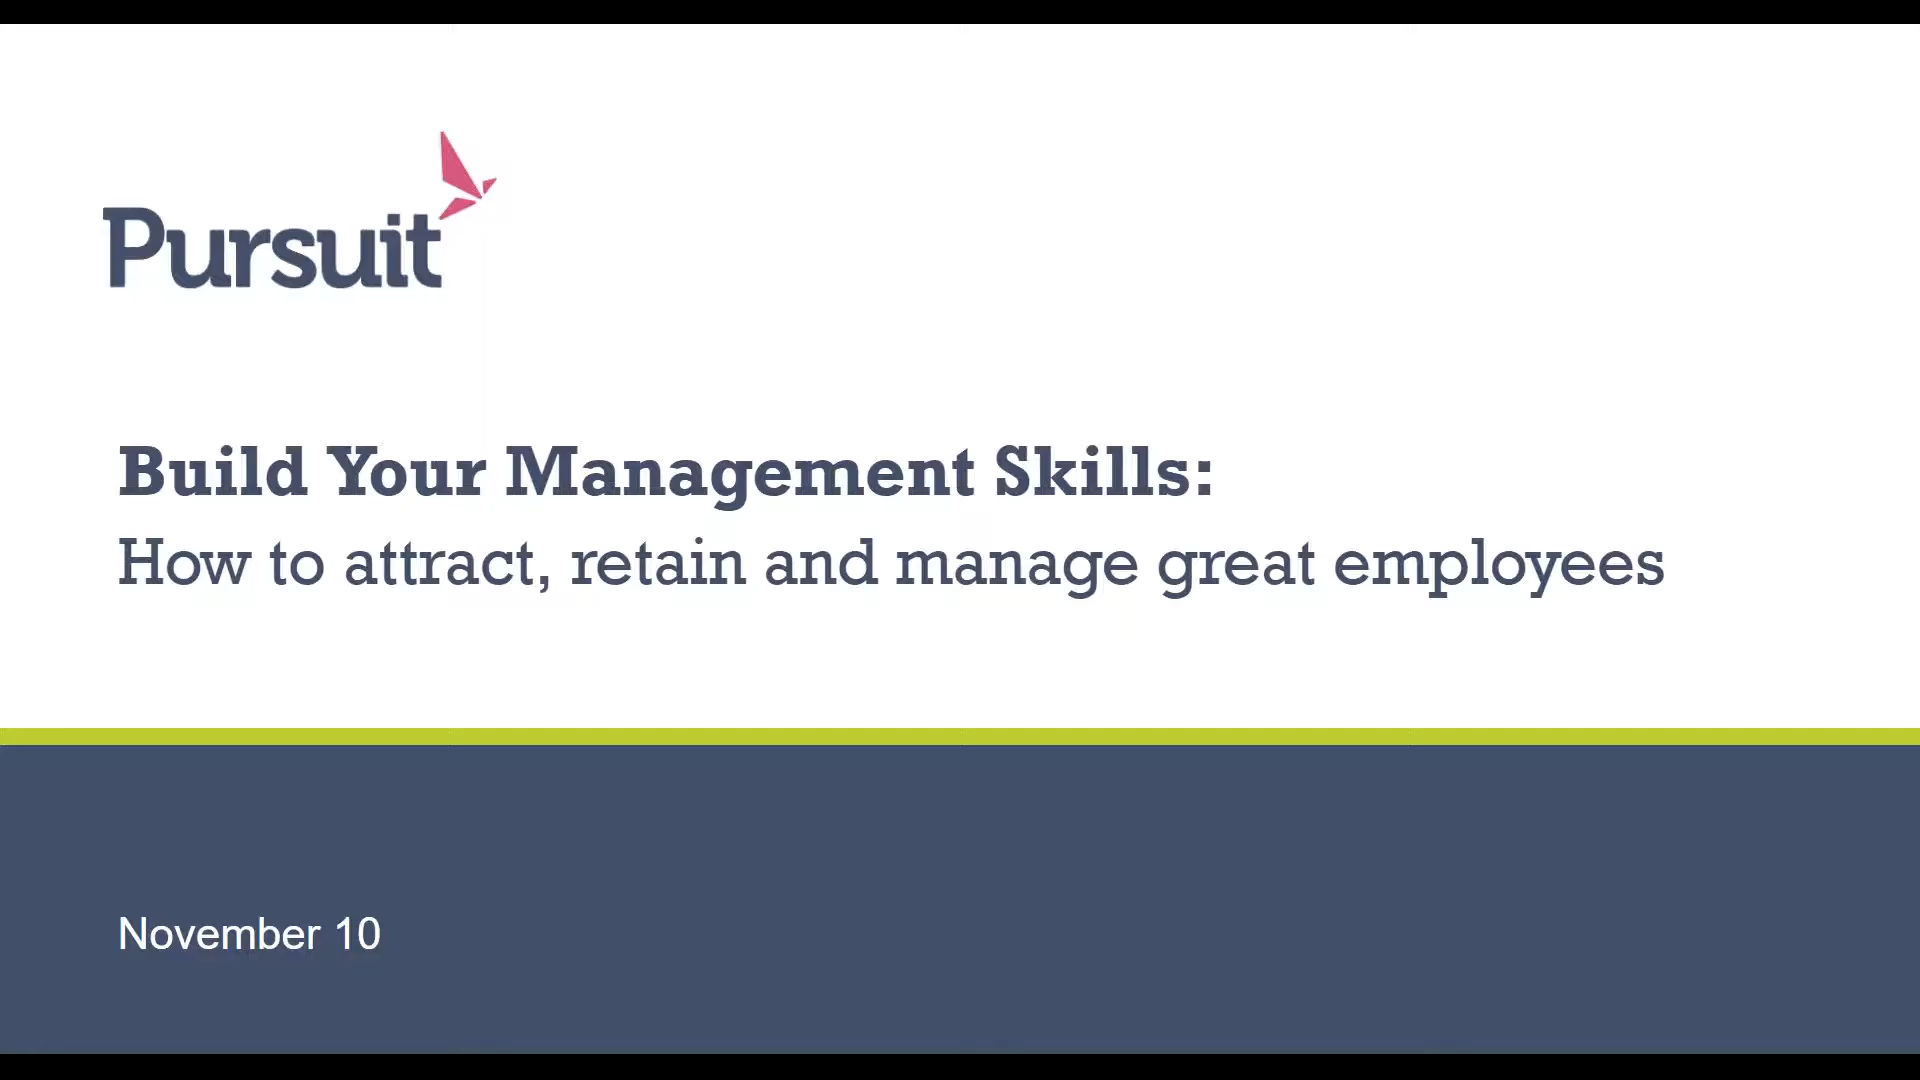 Pursuit
Build Your Management Skills:
How to attract, retain and manage great employees
November 10